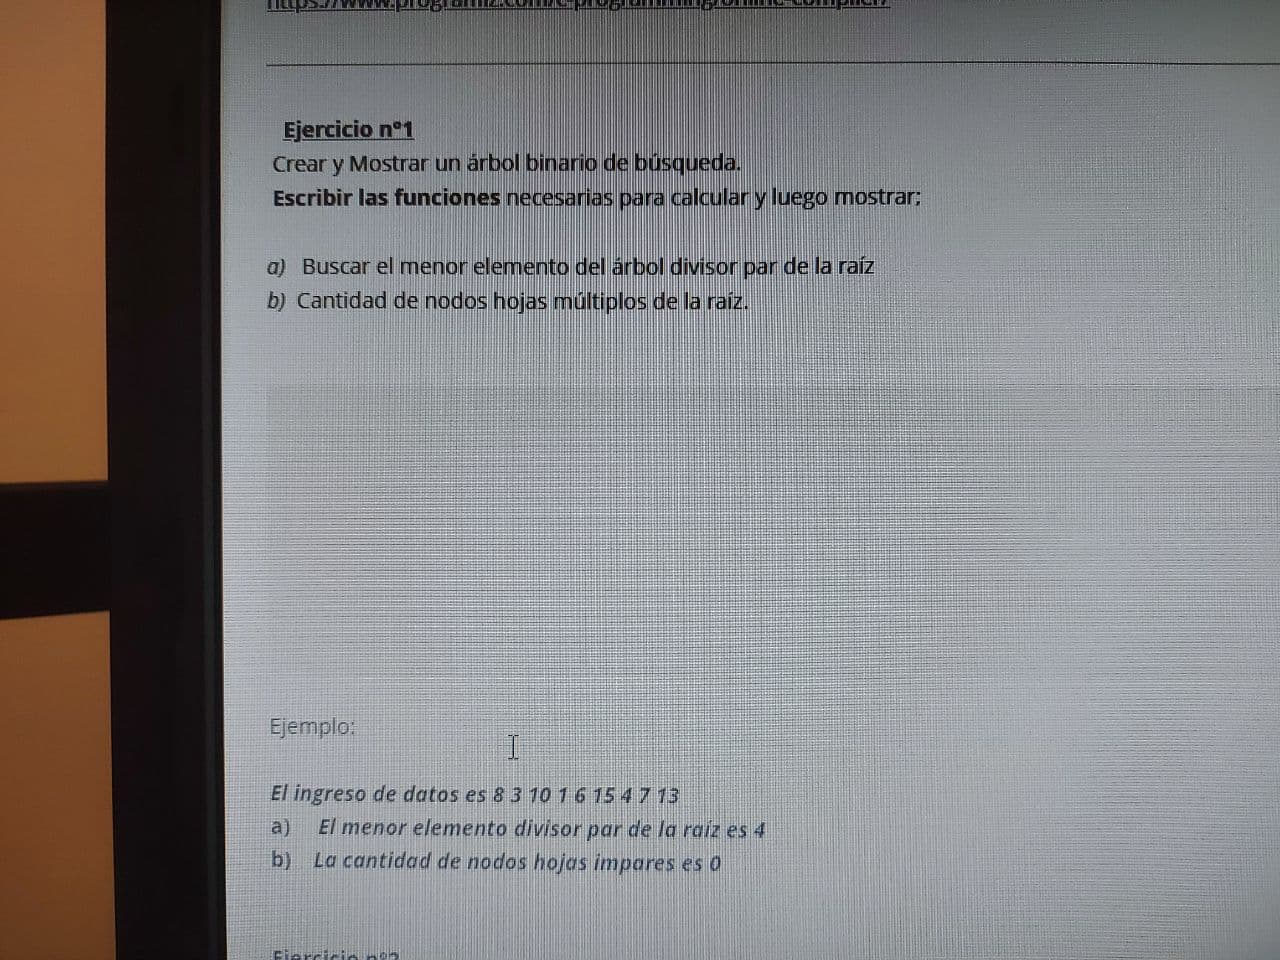 https://www.programiz.com/c-programming/online-compiler/
Ejercicio nº1
Crear y Mostrar un árbol binario de búsqueda.
Escribir las funciones necesarias para calcular y luego mostrar:
a) Buscar el menor elemento del árbol divisor par de la raíz
b) Cantidad de nodos hojas múltiplos de la raíz.
Ejemplo:
El ingreso de datos es 8 3 10 1 6 15 4 7 13
a) El menor elemento divisor par de la raíz es 4
b) La cantidad de nodos hojas impares es 0
Ejercicio nº2